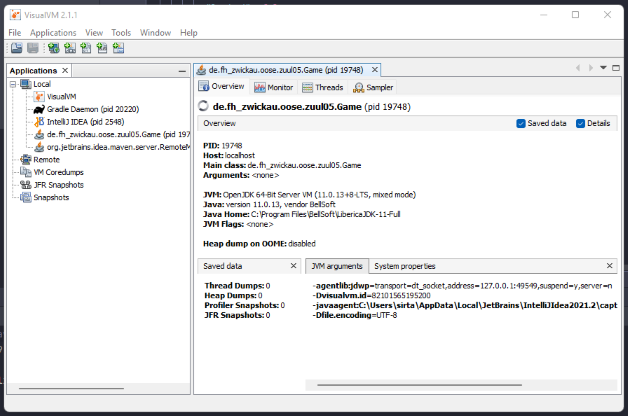 VisualVM 2.1.1
File Applications View Tools Window Help
Applications
Local
VisualVM
Gradle Daemon (pid 20220)
IntelliJ IDEA (pid 2548)
de.fh_zwickau.oose.zuul05.Game (pid 197
org.jetbrains.idea.maven.server.RemoteM
Remote
VM Coredumps
JFR Snapshots
Snapshots
de.fh_zwickau.oose.zuul05.Game (pid 19748)
Overview Monitor Threads Sampler
de.fh_zwickau.oose.zuul05.Game (pid 19748)
Overview Saved data Details
PID: 19748
Host: localhost
Main class: de.fh_zwickau.oose.zuul05.Game
Arguments: <none>
JVM: OpenJDK 64-Bit Server VM (11.0.13+8-LTS, mixed mode)
Java: version 11.0.13, vendor BellSoft
Java Home: C:\Program Files\BellSoft\LibericaJDK-11-Full
JVM Flags: <none>
Heap dump on OOME: disabled
Saved data
Thread Dumps: 0
Heap Dumps: 0
Profiler Snapshots: 0
JFR Snapshots: 0
JVM arguments System properties
-agentlib:jdwp=transport=dt_socket,address=127.0.0.1:49549,suspend=y,server=n
-Dvisualvm.id=82101565195200
-javaagent:C:\Users\sirta\AppData\Local\JetBrains\IntelliJIdea2021.2\capt
-Dfile.encoding=UTF-8